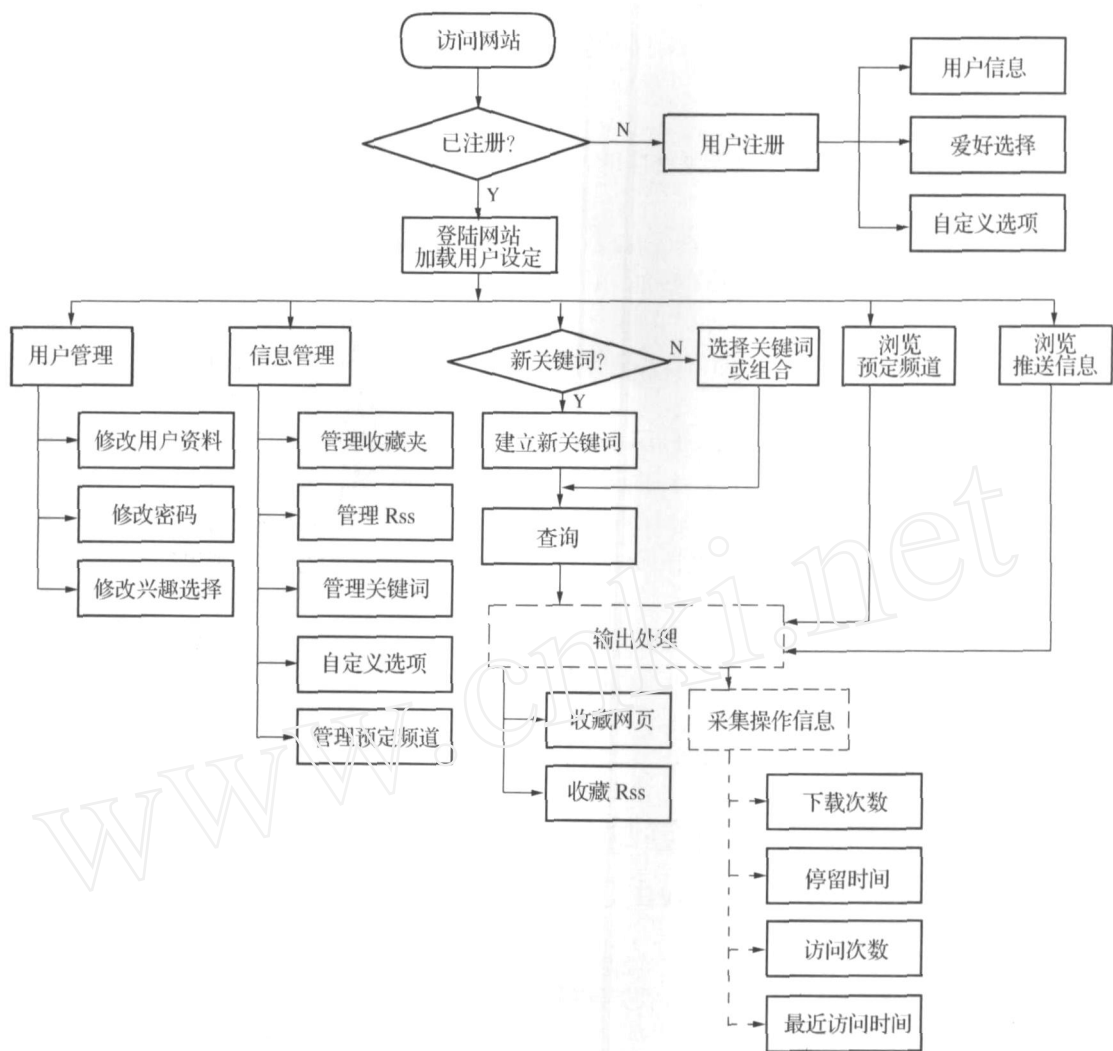 访问网站
用户信息
已注册?
N
用户注册
爱好选择
Y
自定义选项
登陆网站
加载用户设定
用户管理
信息管理
新关键词?
N
选择关键词
或组合
浏览
预定频道
浏览
推送信息
Y
修改用户资料
管理收藏夹
建立新关键词
修改密码
管理 Rss
查询
修改兴趣选择
管理关键词
输出处理
自定义选项
收藏网页
采集操作信息
管理预定频道
收藏 Rss
下载次数
停留时间
访问次数
最近访问时间
www.cnki.net